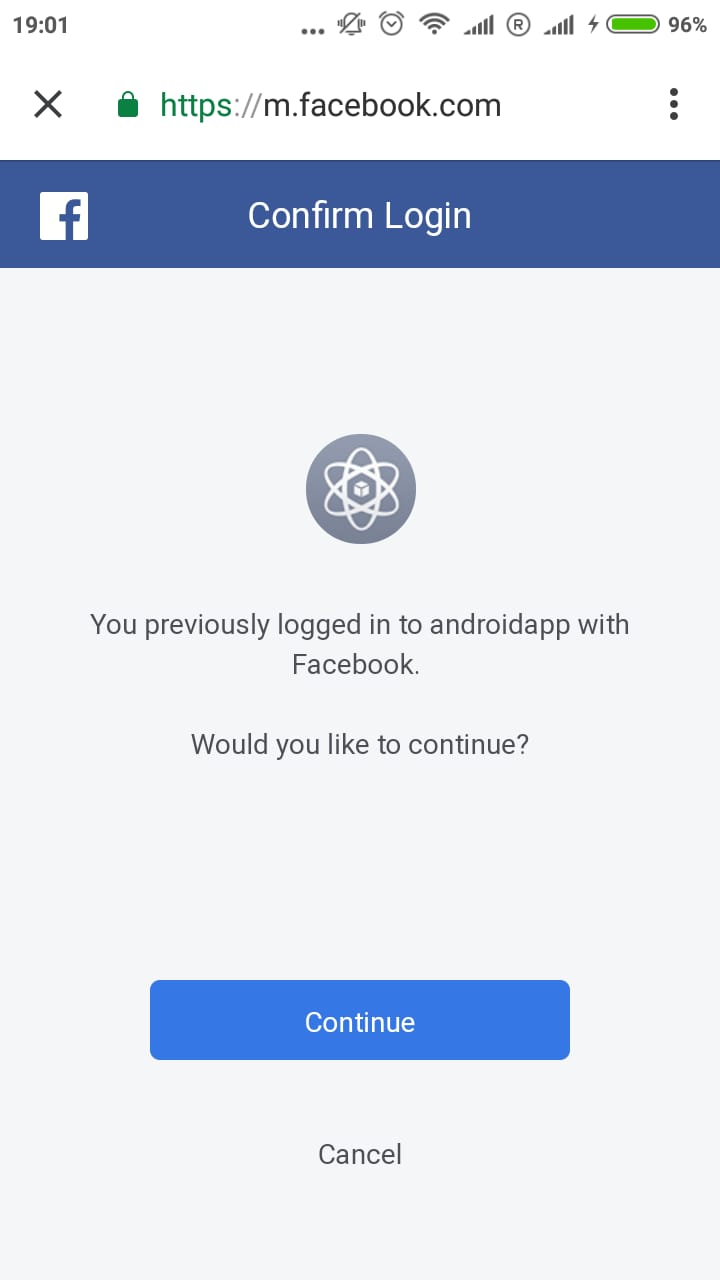 19:01
... R 96%
https://m.facebook.com
f Confirm Login
You previously logged in to androidapp with
Facebook.
Would you like to continue?
Continue
Cancel